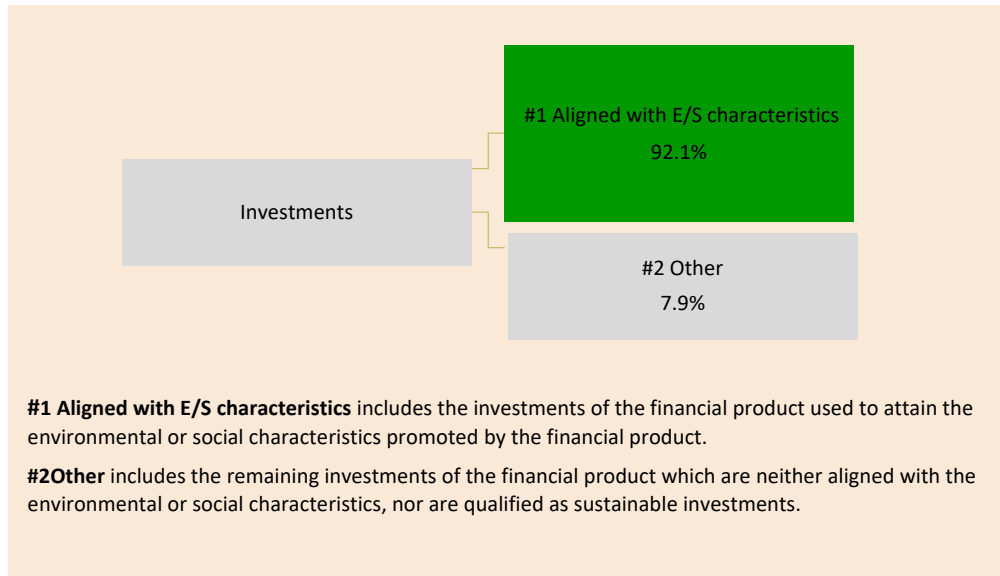 #1 Aligned with E/S characteristics
92.1%
Investments
#2 Other
7.9%
#1 Aligned with E/S characteristics includes the investments of the financial product used to attain the
environmental or social characteristics promoted by the financial product.
#2Other includes the remaining investments of the financial product which are neither aligned with the
environmental or social characteristics, nor are qualified as sustainable investments.